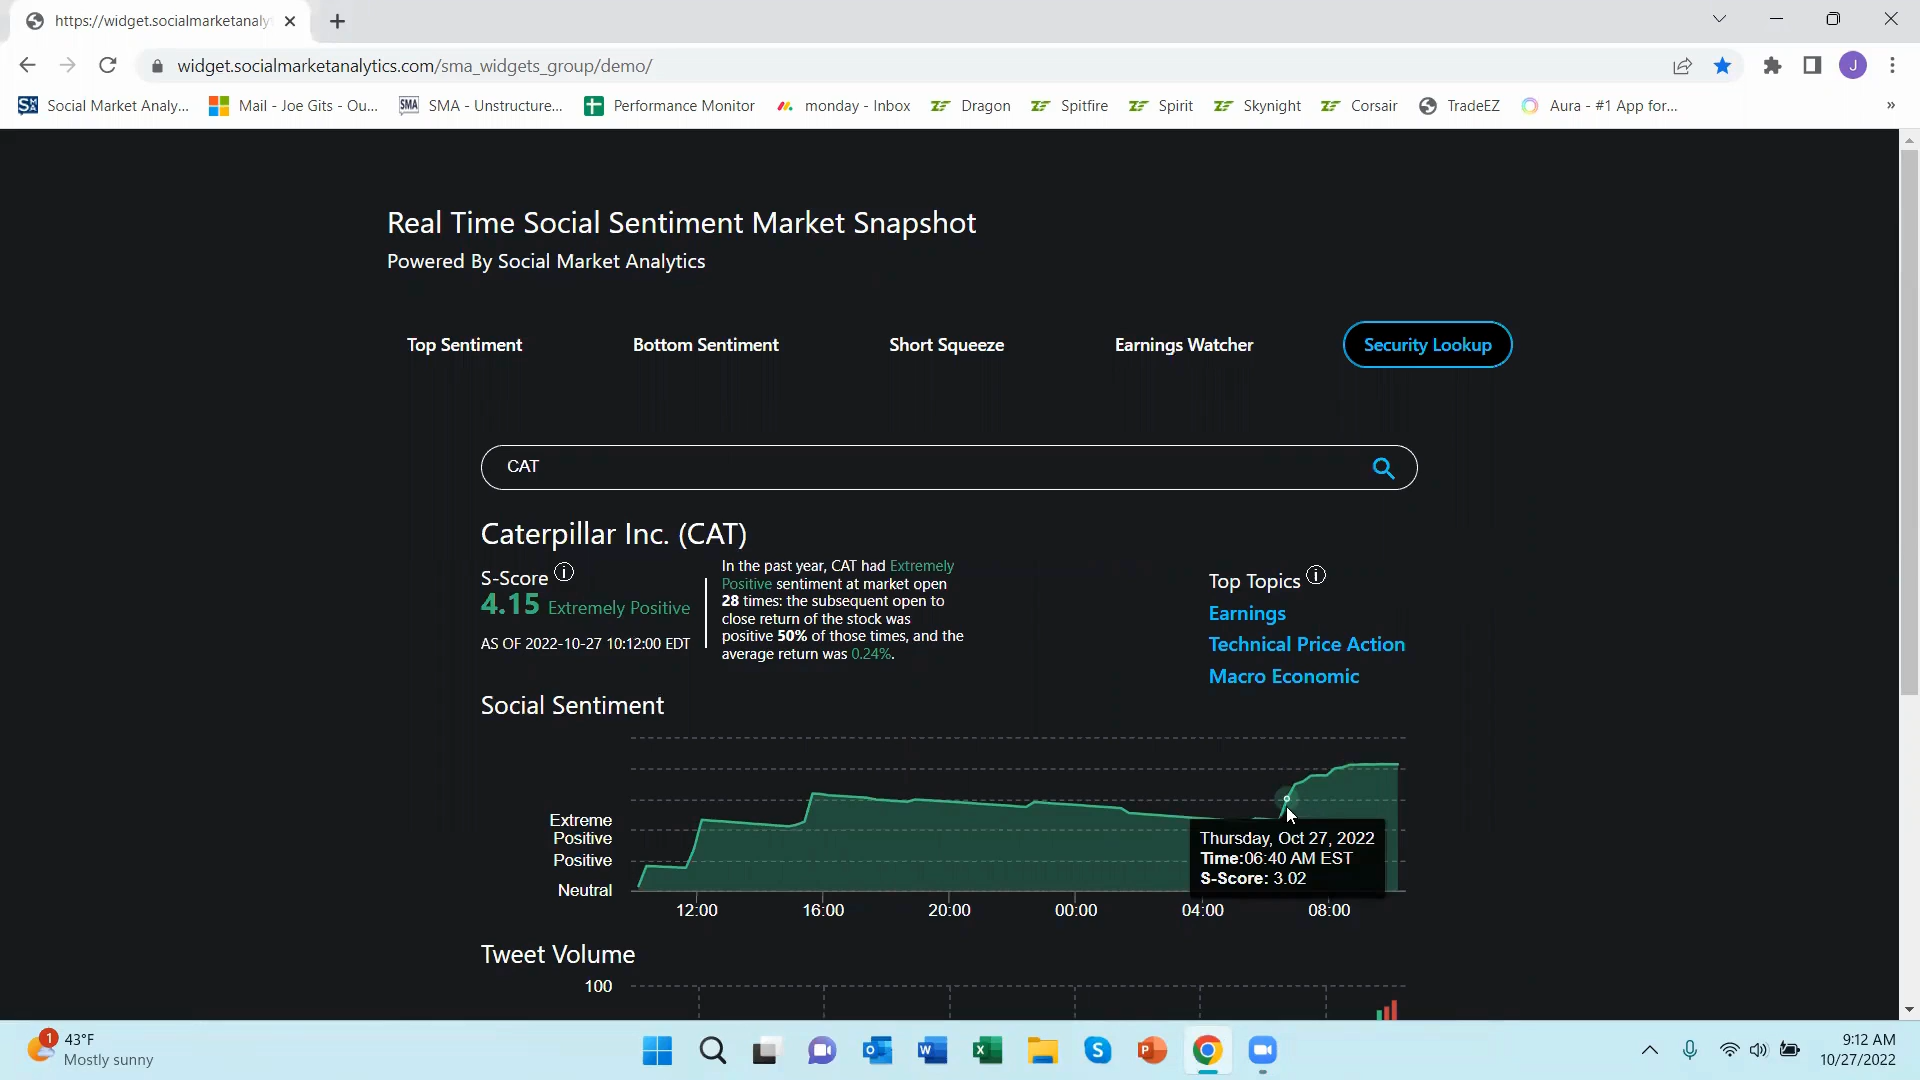 https://widget.socialmarketanaly
widget.socialmarketanalytics.com/sma_widgets_group/demo/
J
Social Market Analy...
Mail - Joe Gits - Ou...
SMA
SMA - Unstructure...
Performance Monitor
monday - Inbox
Dragon
Spitfire
Spirit
Skynight
Corsair
TradeEZ
Aura - #1 App for...
»
Real Time Social Sentiment Market Snapshot
Powered By Social Market Analytics
Top Sentiment
Bottom Sentiment
Short Squeeze
Earnings Watcher
Security Lookup
CAT
Caterpillar Inc. (CAT)
S-Score
4.15 Extremely Positive
AS OF 2022-10-27 10:12:00 EDT
In the past year, CAT had Extremely
Positive sentiment at market open
28 times: the subsequent open to
close return of the stock was
positive 50% of those times, and the
average return was 0.24%.
Top Topics
Earnings
Technical Price Action
Macro Economic
Social Sentiment
Extreme
Positive
Positive
Neutral
Thursday, Oct 27, 2022
Time:06:40 AM EST
S-Score: 3.02
12:00
16:00
20:00
00:00
04:00
08:00
Tweet Volume
100
1
43°F
Mostly sunny
9:12 AM
10/27/2022